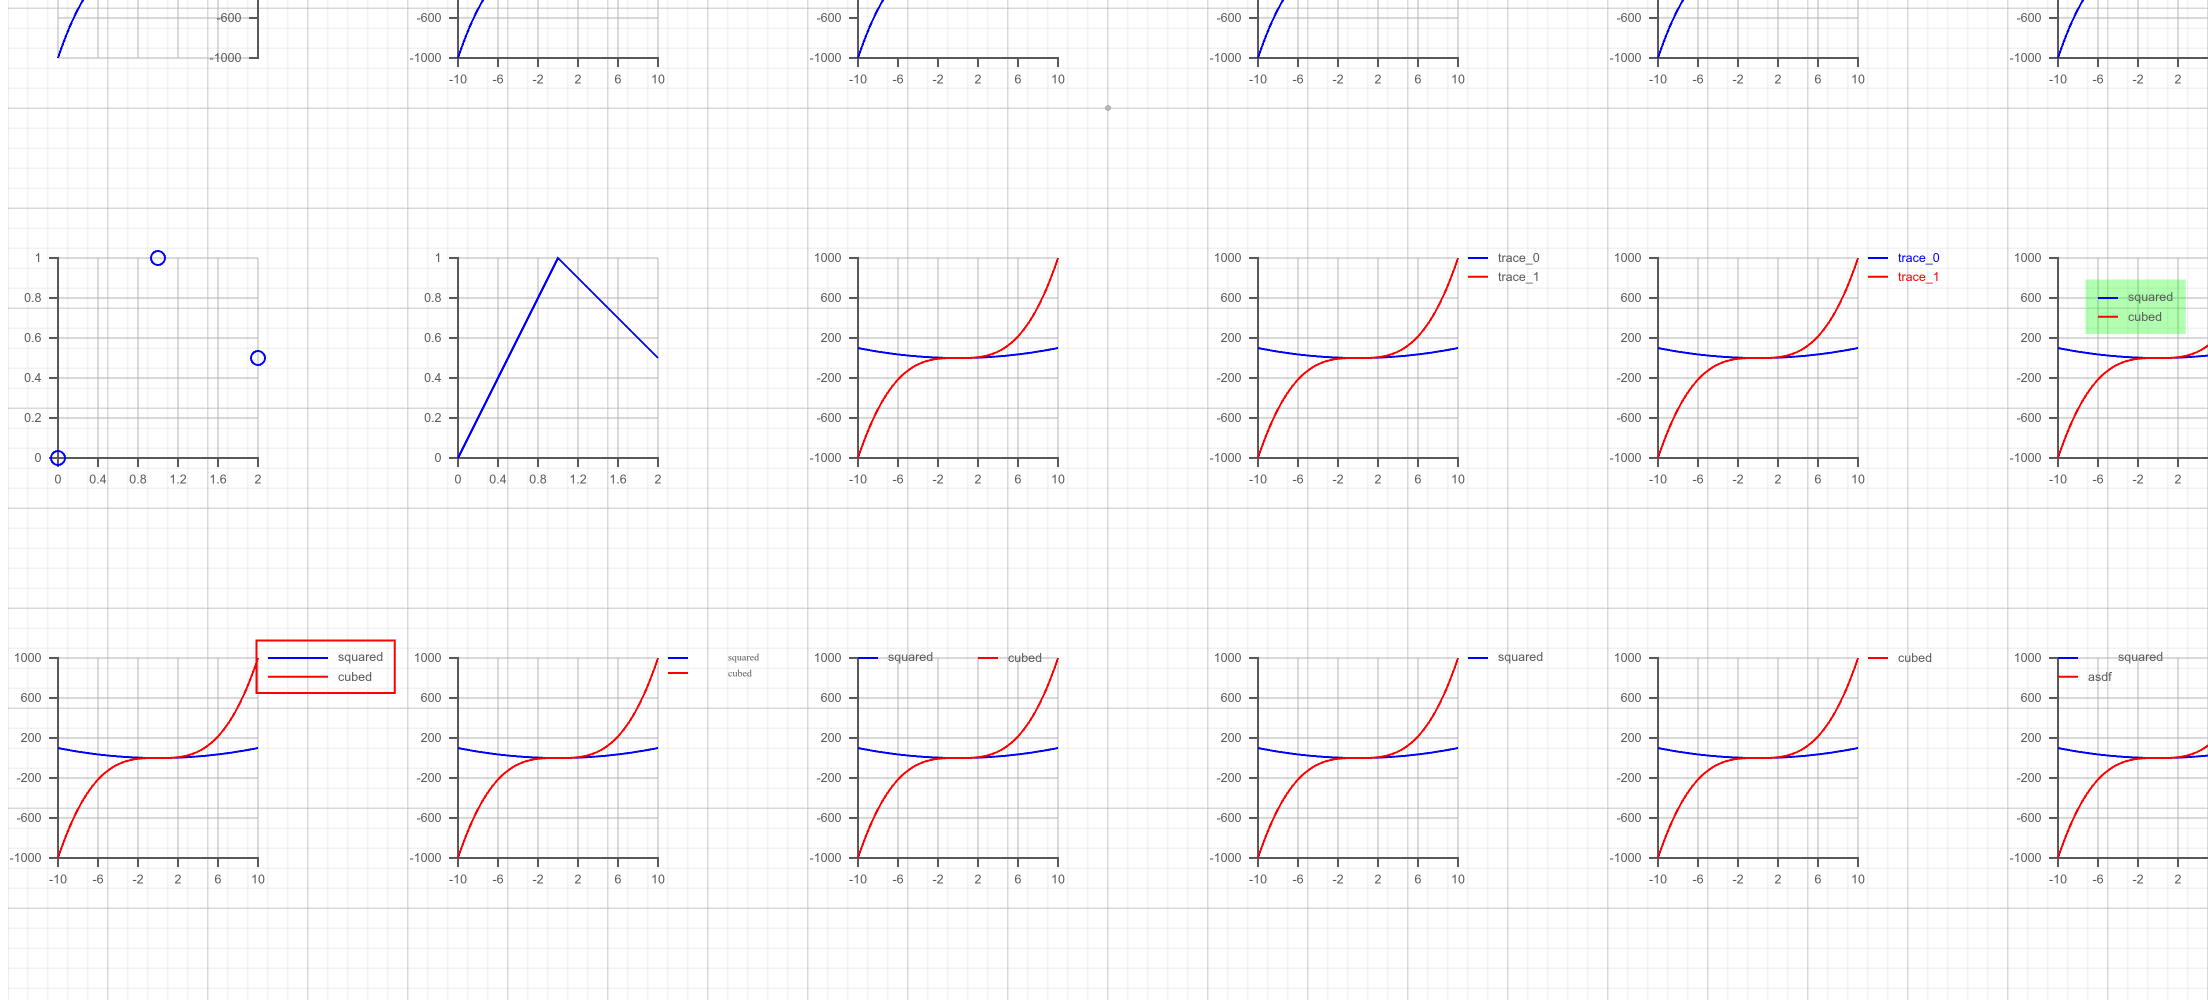 -600 -600 -600 -600 -600 -600
-1000 -1000 -1000 -1000 -1000 -1000
-10 -6 -2 2 6 10 -10 -6 -2 2 6 10 -10 -6 -2 2 6 10 -10 -6 -2 2 6 10 -10 -6 -2 2
1 1 1000 1000 trace_0 1000 trace_0 1000
trace_1 trace_1
0.8 0.8 600 600 600 600 squared
cubed
0.6 0.6 200 200 200 200
0.4 0.4 -200 -200 -200 -200
0.2 0.2 -600 -600 -600 -600
0 0 -1000 -1000 -1000 -1000
0 0.4 0.8 1.2 1.6 2 0 0.4 0.8 1.2 1.6 2 -10 -6 -2 2 6 10 -10 -6 -2 2 6 10 -10 -6 -2 2 6 10 -10 -6 -2 2
1000 squared 1000 squared 1000 squared cubed 1000 squared 1000 cubed 1000 squared
cubed cubed asdf
600 600 600 600 600 600
200 200 200 200 200 200
-200 -200 -200 -200 -200 -200
-600 -600 -600 -600 -600 -600
-1000 -1000 -1000 -1000 -1000 -1000
-10 -6 -2 2 6 10 -10 -6 -2 2 6 10 -10 -6 -2 2 6 10 -10 -6 -2 2 6 10 -10 -6 -2 2 6 10 -10 -6 -2 2